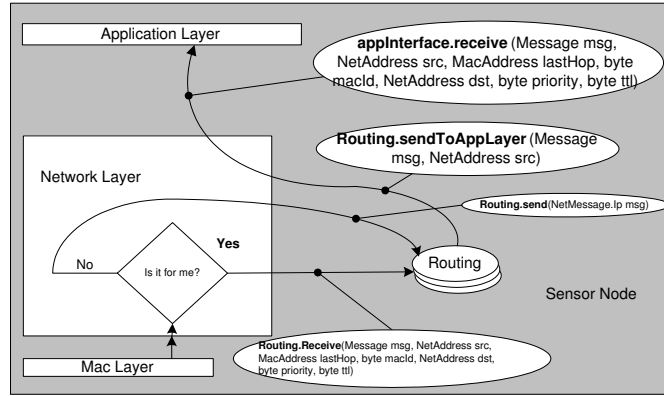 Application Layer
appInterface.receive (Message msg,
NetAddress src, MacAddress lastHop, byte
macId, NetAddress dst, byte priority, byte ttl)
Routing.sendToAppLayer (Message
msg, NetAddress src)
Network Layer
Routing.send(NetMessage.Ip msg)
Yes
No
Is it for me?
Routing
Sensor Node
Routing.Receive(Message msg, NetAddress src,
MacAddress lastHop, byte macId, NetAddress dst,
byte priority, byte ttl)
Mac Layer